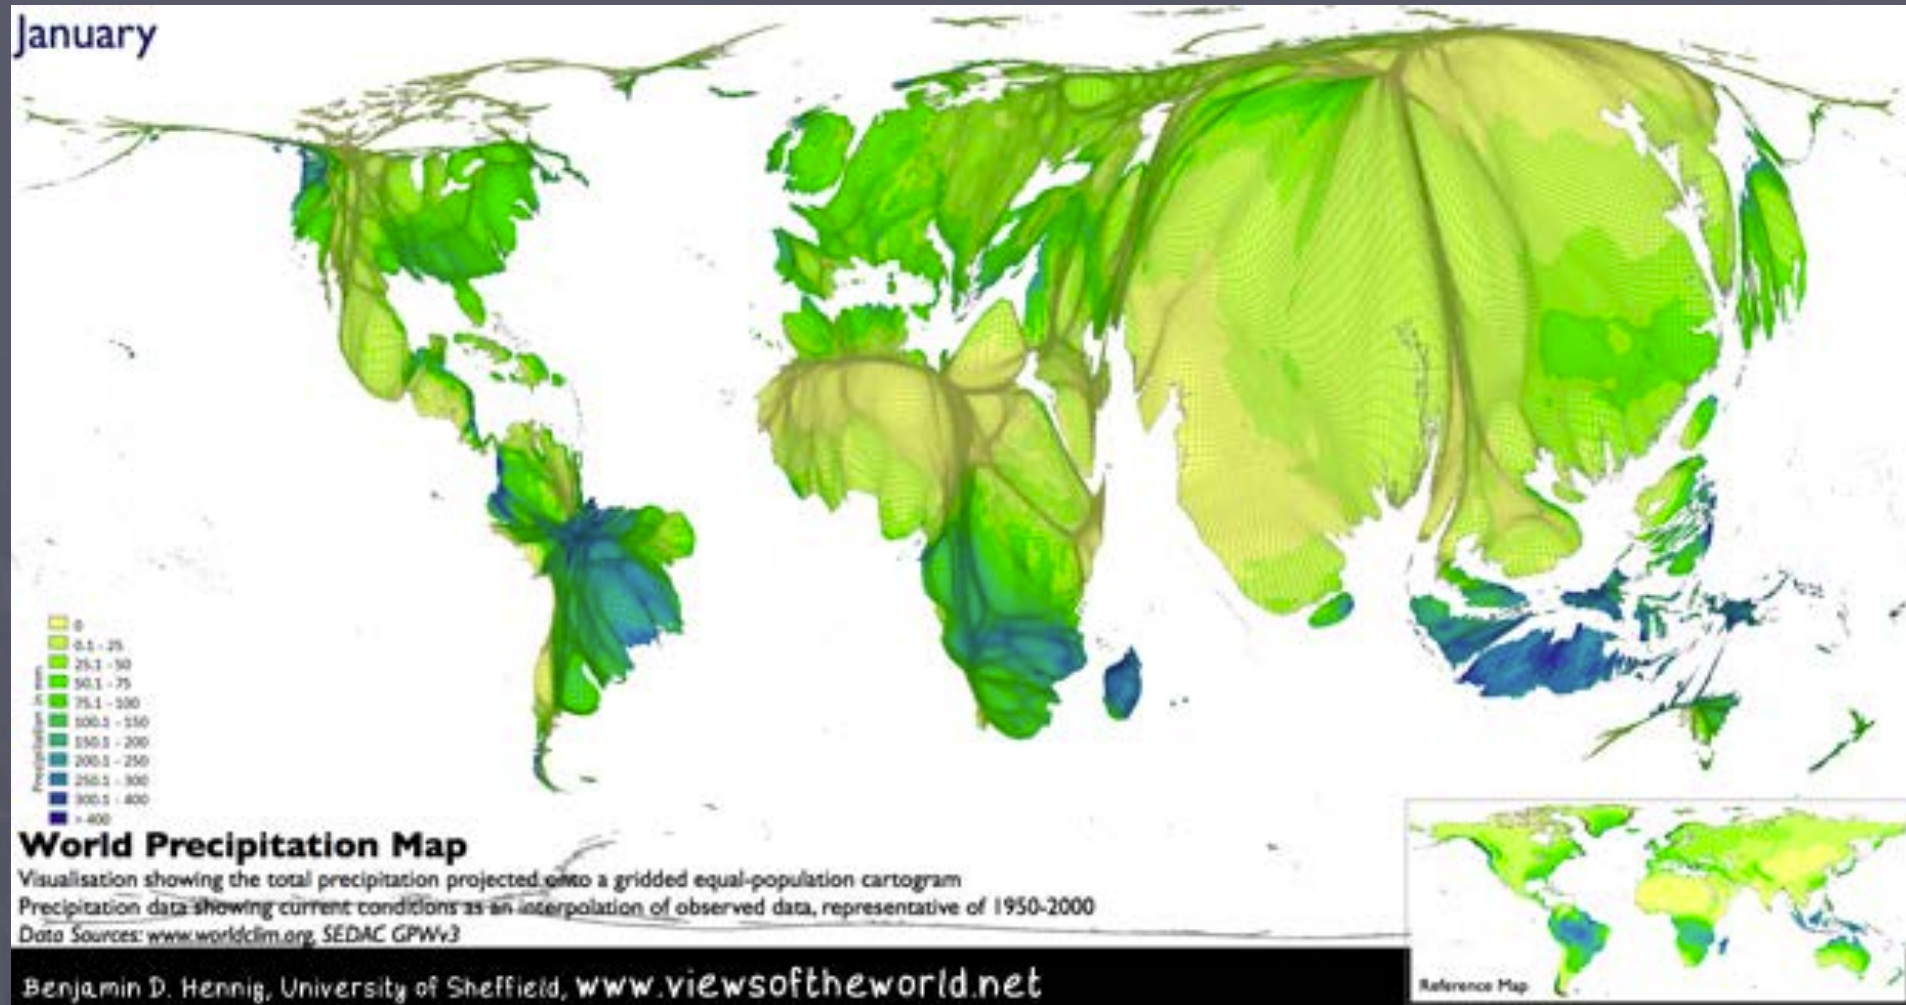 January
Precipitation in mm
0
0.1 - 25
25.1 - 50
50.1 - 75
75.1 - 100
100.1 - 150
150.1 - 200
200.1 - 250
250.1 - 300
300.1 - 400
> 400
World Precipitation Map
Visualisation showing the total precipitation projected onto a gridded equal-population cartogram
Precipitation data showing current conditions as an interpolation of observed data, representative of 1950-2000
Data Sources: www.worldclim.org, SEDAC GPWv3
Benjamin D. Hennig, University of Sheffield, www.viewsoftheworld.net
Reference Map